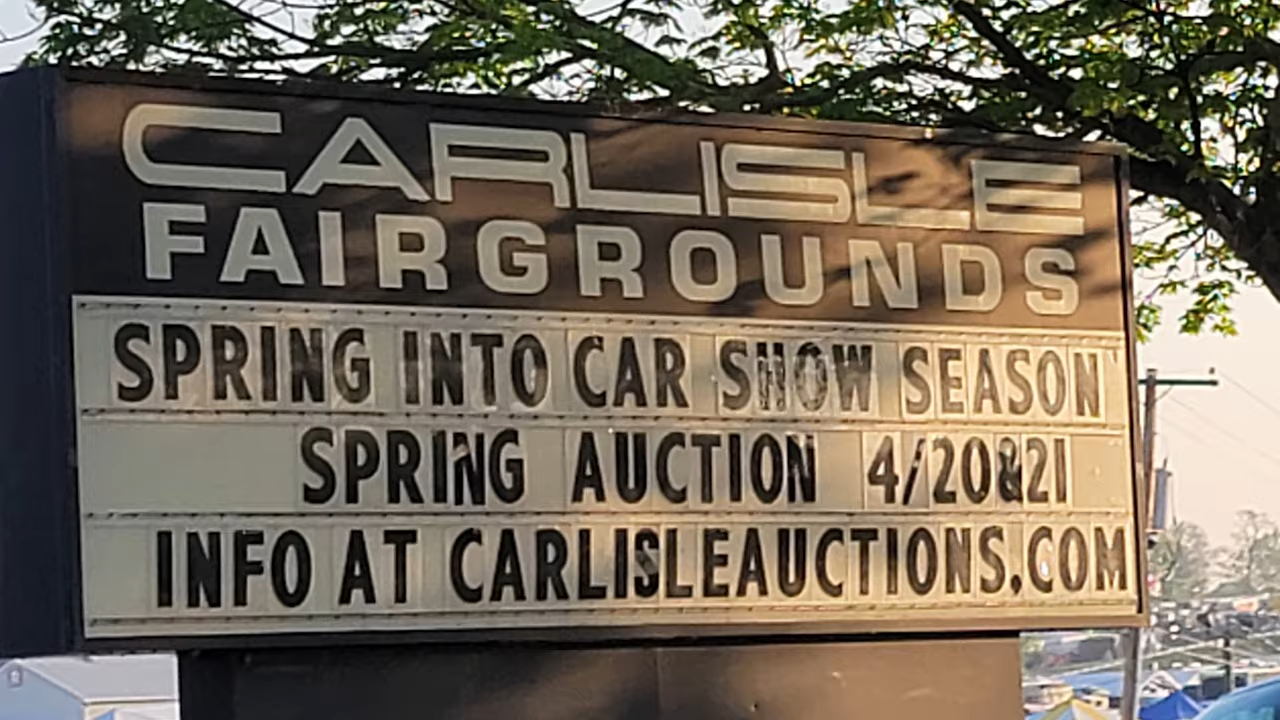 CARLISLE
FAIRGROUNDS
SPRING INTO CAR SHOW SEASON
SPRING AUCTION 4/20&21
INFO AT CARLISLEAUCTIONS.COM